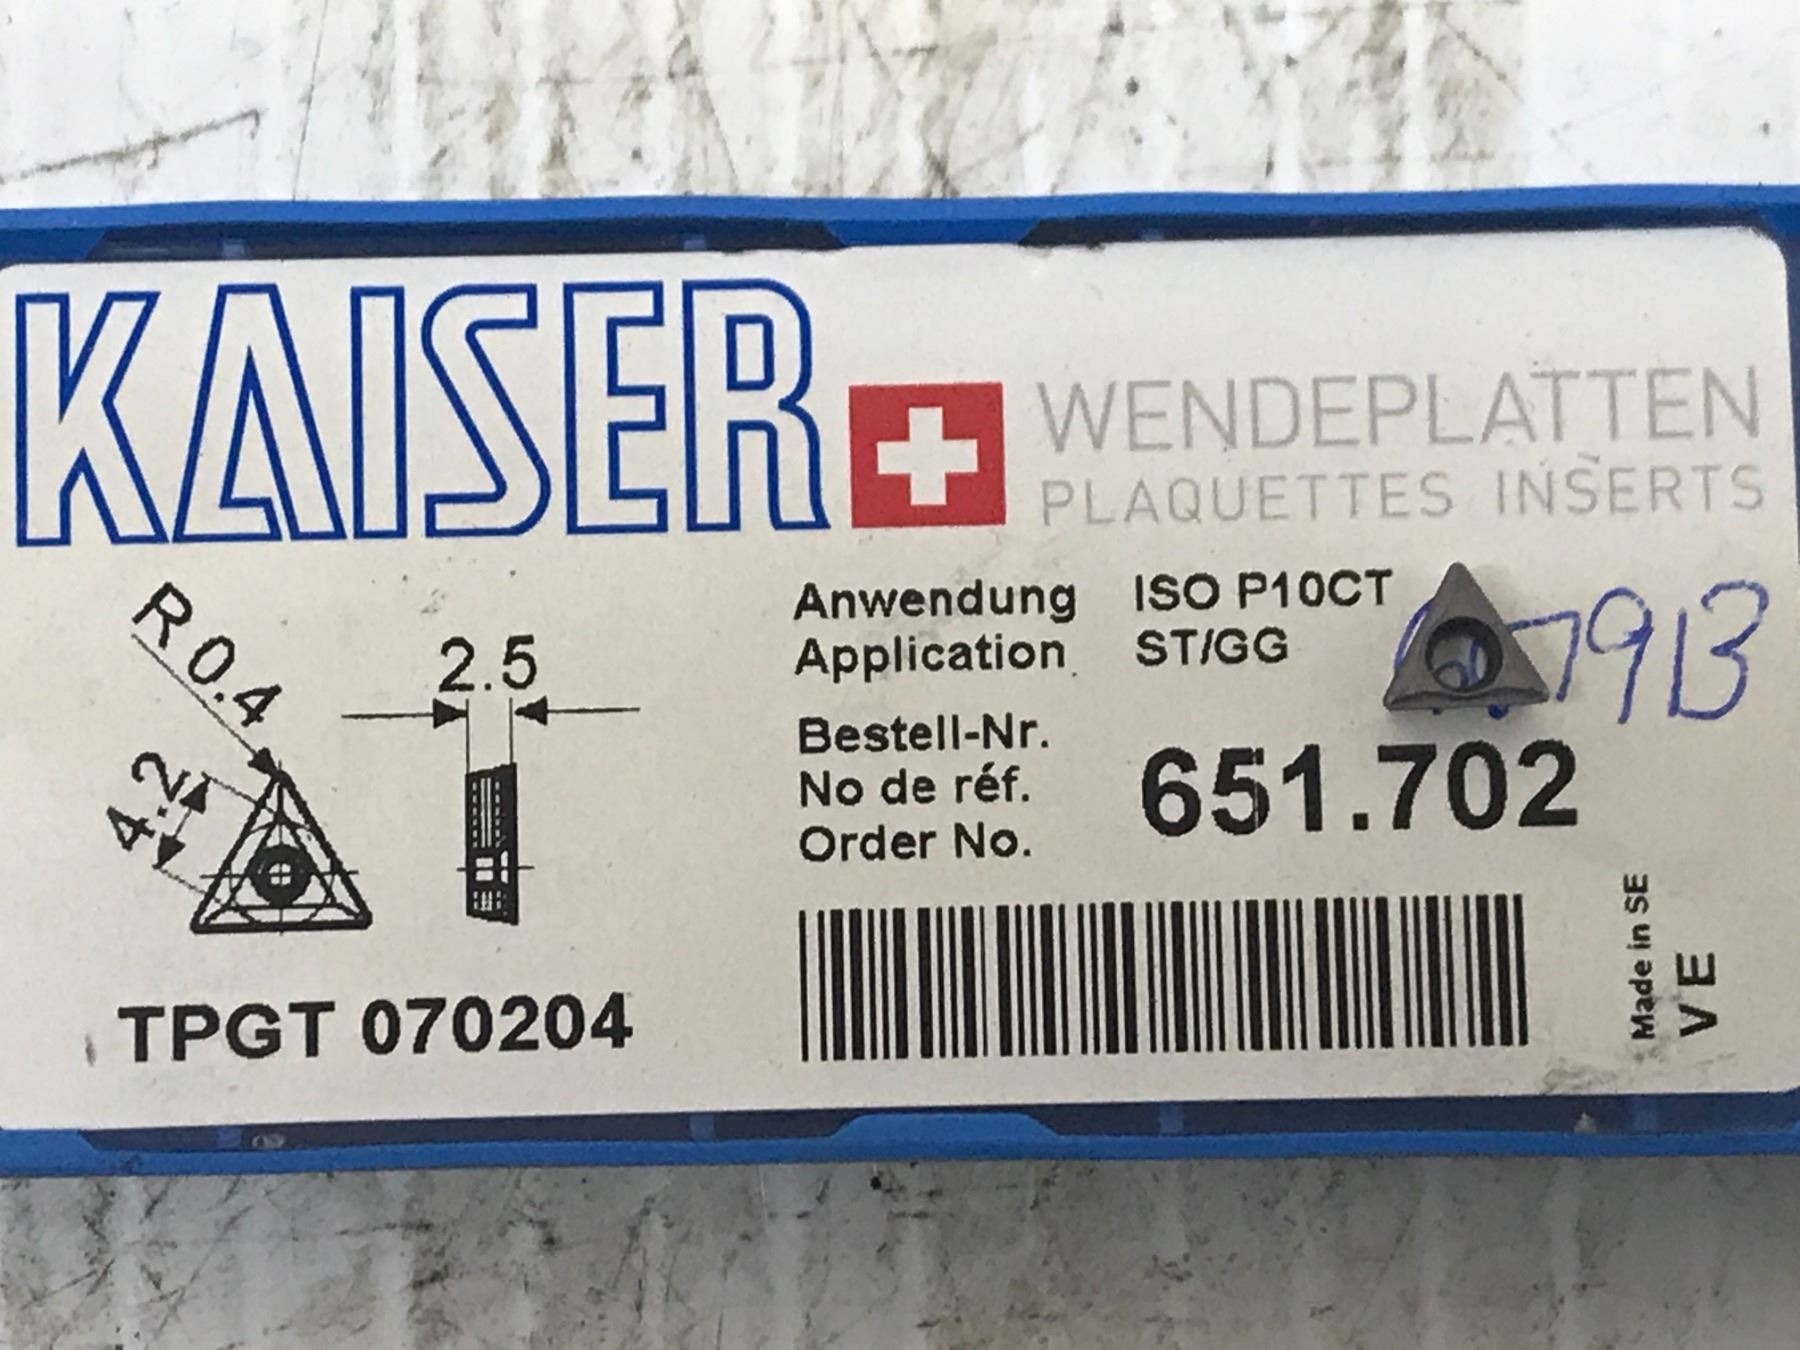 KAISER
WENDEPLATTEN
PLAQUETTES INSERTS
R 0.4
4.2
2.5
TPGT 070204
Anwendung ISO P10CT
Application ST/GG
Bestell-Nr.
No de réf.
Order No.
651.702
Made in SE
VE